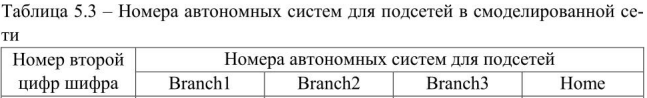 Таблица 5.3 – Номера автономных систем для подсетей в смоделированной се-
ти
Номер второй Номера автономных систем для подсетей
цифр шифра Branch1 Branch2 Branch3 Home